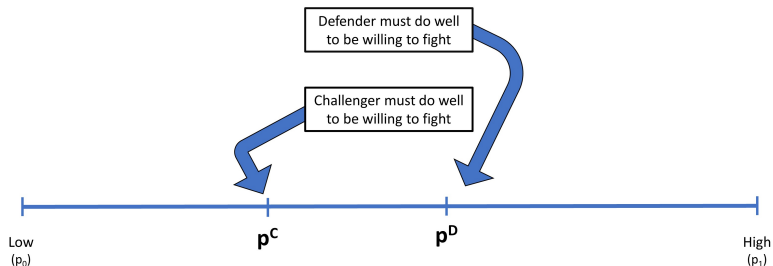 Defender must do well
to be willing to fight
Challenger must do well
to be willing to fight
Low
(p₀)
pᶜ
pᴰ
High
(p₁)